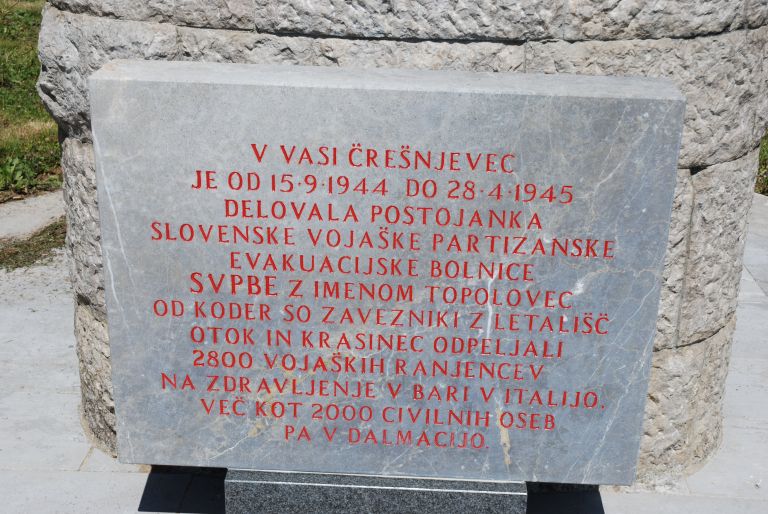 V VASI ČREŠNJEVEC
JE OD 15·9·1944 DO 28·4·1945
DELOVALA POSTOJANKA
SLOVENSKE VOJAŠKE PARTIZANSKE
EVAKUACIJSKE BOLNICE
SVPBE Z IMENOM TOPOLOVEC
OD KODER SO ZAVEZNIKI Z LETALIŠČ
OTOK IN KRASINEC ODPELJALI
2800 VOJAŠKIH RANJENCEV
NA ZDRAVLJENJE V BARI V ITALIJO.
VEČ KOT 2000 CIVILNIH OSEB
PA V DALMACIJO.